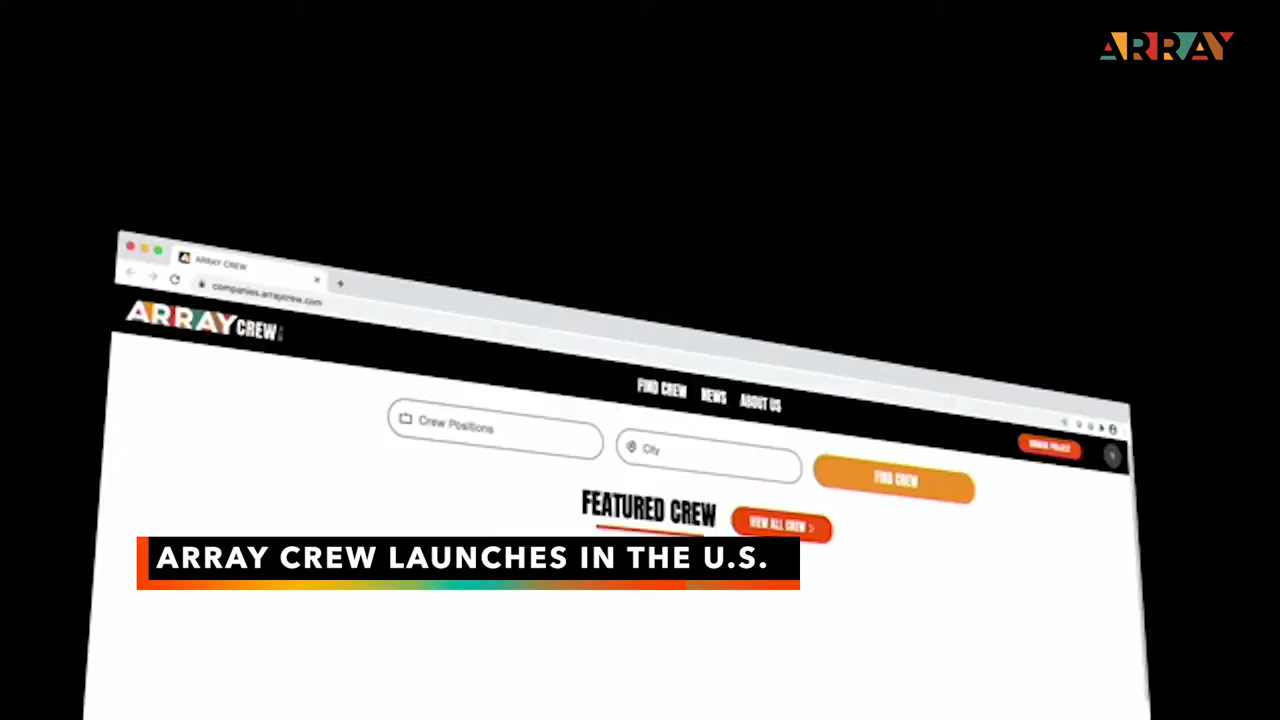 ARRAY
ARRAY CREW
companies.arraycrew.com
ARRAY CREW
FIND CREW NEWS ABOUT US
Crew Positions
City
FIND CREW
FEATURED CREW
VIEW ALL CREW >
ARRAY CREW LAUNCHES IN THE U.S.